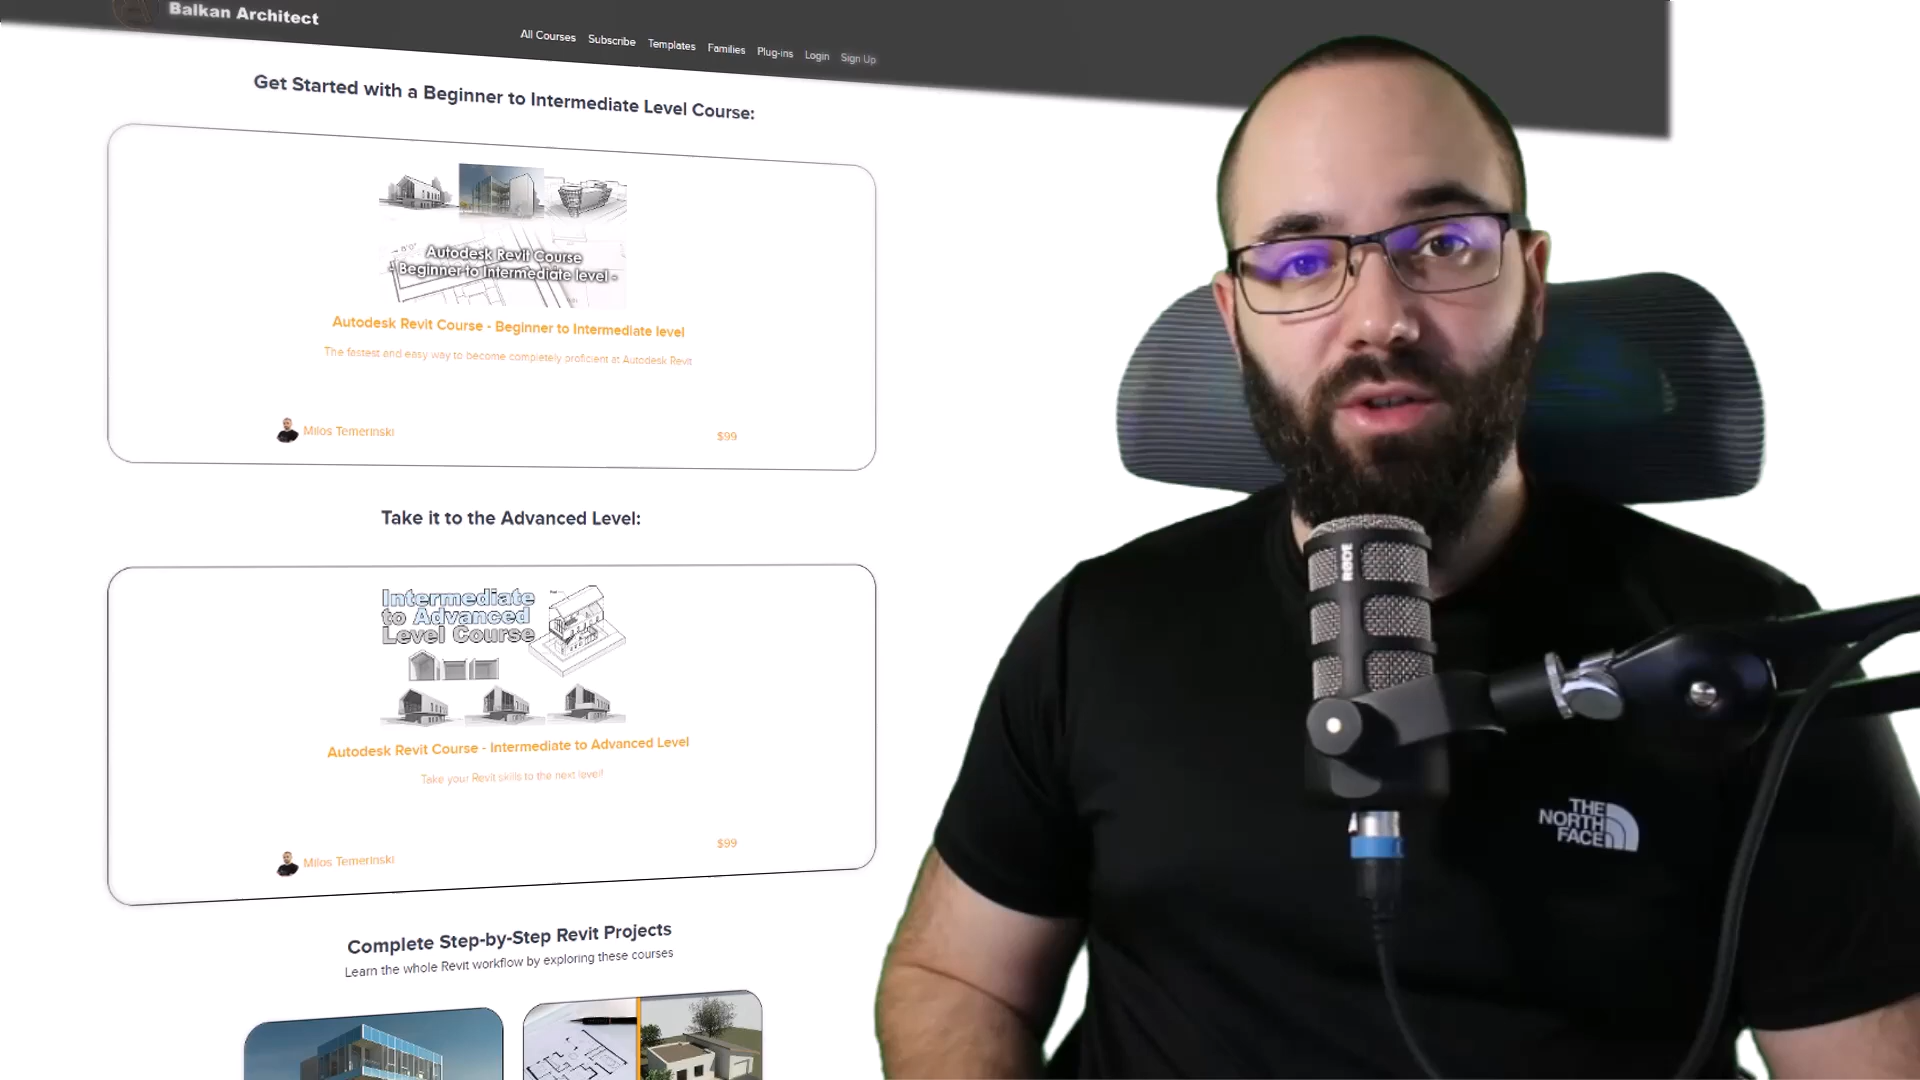 Balkan Architect
All Courses Subscribe Templates Families Plug-ins Login Sign Up
Get Started with a Beginner to Intermediate Level Course:
Autodesk Revit Course
- Beginner to Intermediate level -
Autodesk Revit Course - Beginner to Intermediate level
The fastest and easy way to become completely proficient at Autodesk Revit
Milos Temerinski
$99
Take it to the Advanced Level:
Intermediate
to Advanced
Level Course
Autodesk Revit Course - Intermediate to Advanced Level
Take your Revit skills to the next level!
Milos Temerinski
$99
Complete Step-by-Step Revit Projects
Learn the whole Revit workflow by exploring these courses
RØDE
THE
NORTH
FACE